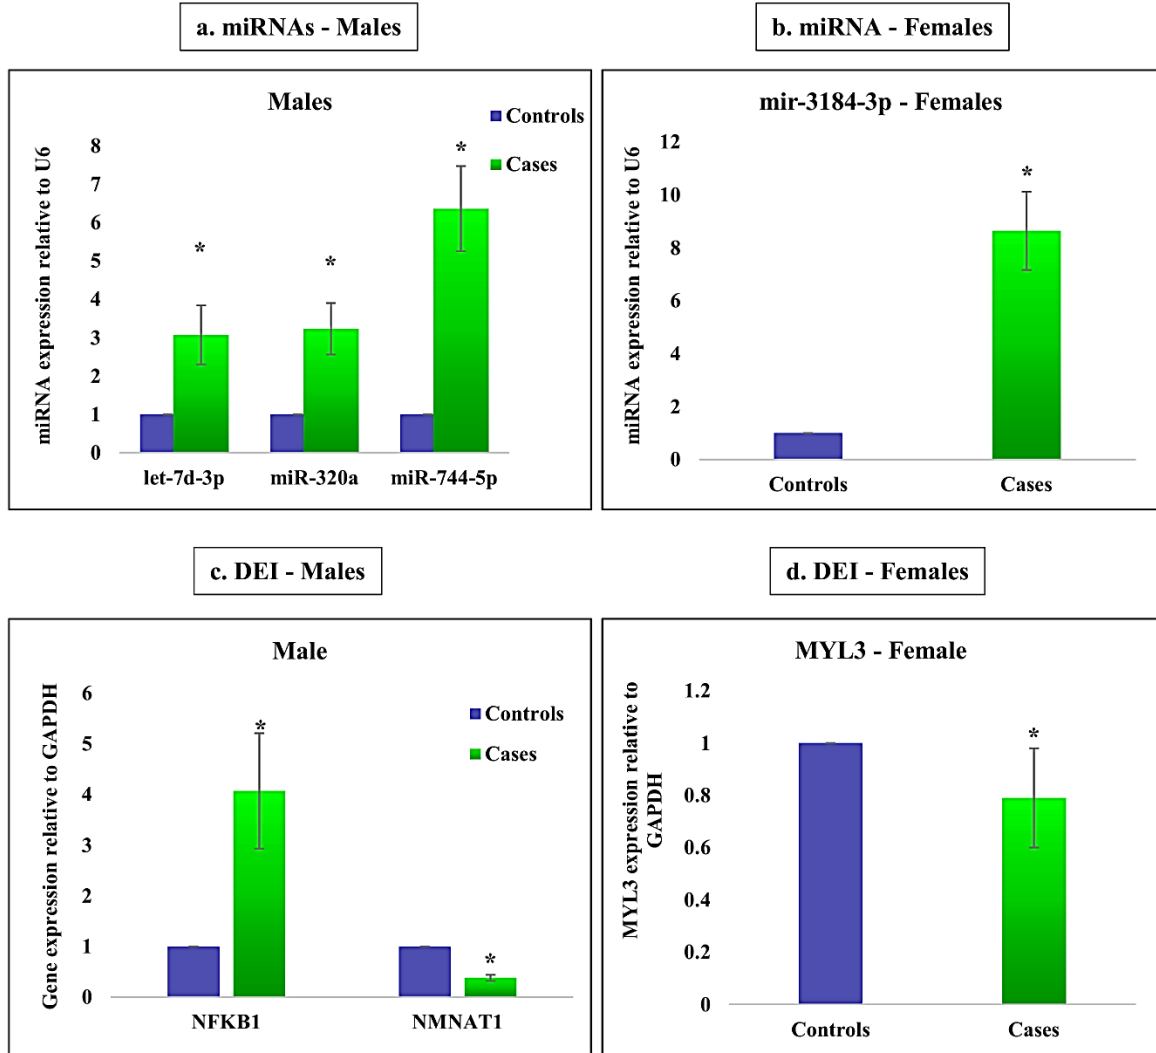 a. miRNAs - Males
b. miRNA - Females
Males
Controls
Cases
miRNA expression relative to U6
8
7
6
5
4
3
2
1
0
*
*
*
let-7d-3p miR-320a miR-744-5p
mir-3184-3p - Females
miRNA expression relative to U6
12
10
8
6
4
2
0
*
Controls Cases
c. DEI - Males
d. DEI - Females
Male
Controls
Cases
Gene expression relative to GAPDH
6
5
4
3
2
1
0
*
*
NFKB1 NMNAT1
MYL3 - Female
MYL3 expression relative to
GAPDH
1.2
1
0.8
0.6
0.4
0.2
0
*
Controls Cases